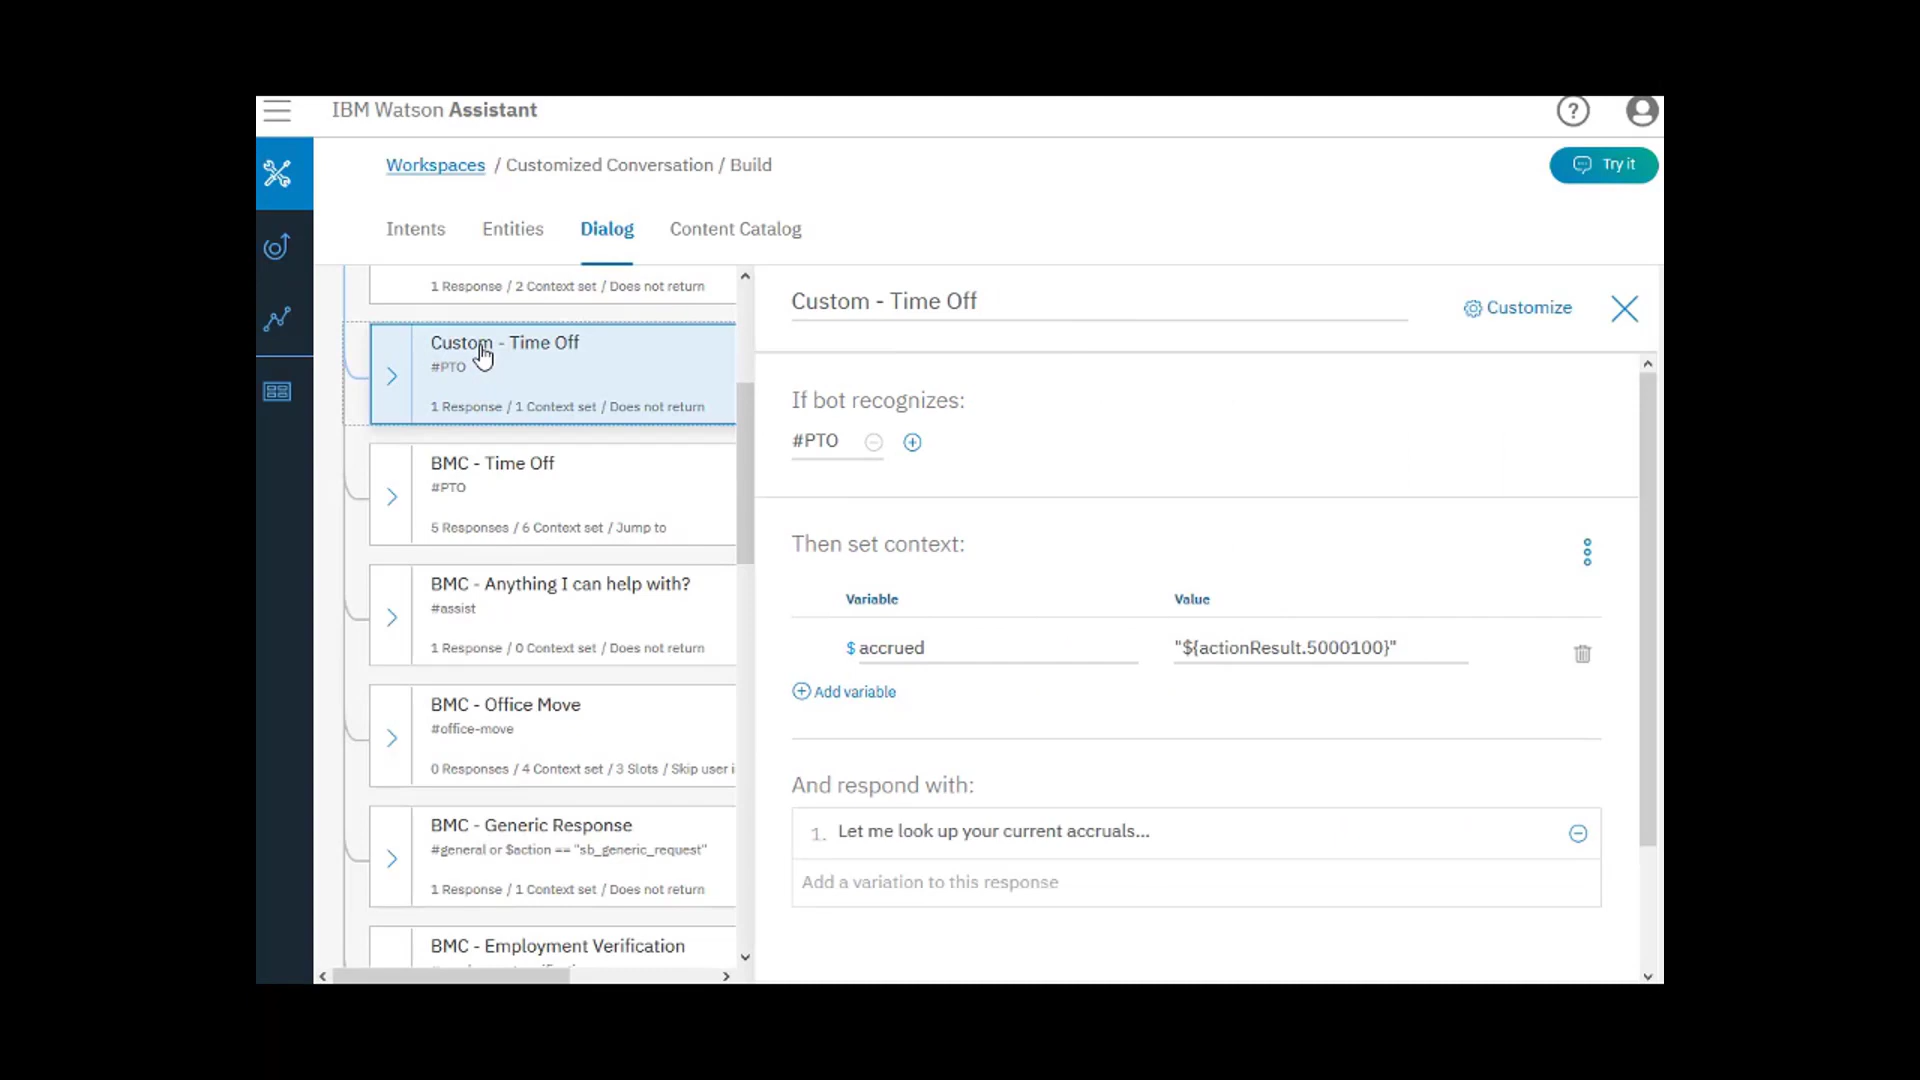 IBM Watson Assistant
?
Workspaces / Customized Conversation / Build
Try it
Intents Entities Dialog Content Catalog
1 Response / 2 Context set / Does not return
Custom - Time Off
#PTO
1 Response / 1 Context set / Does not return
BMC - Time Off
#PTO
5 Responses / 6 Context set / Jump to
BMC - Anything I can help with?
#assist
1 Response / 0 Context set / Does not return
BMC - Office Move
#office-move
0 Responses / 4 Context set / 3 Slots / Skip user i
BMC - Generic Response
#general or $action == "sb_generic_request"
1 Response / 1 Context set / Does not return
BMC - Employment Verification
Custom - Time Off
Customize
If bot recognizes:
#PTO
Then set context:
Variable Value
$ accrued "${actionResult.5000100}"
Add variable
And respond with:
1. Let me look up your current accruals...
Add a variation to this response